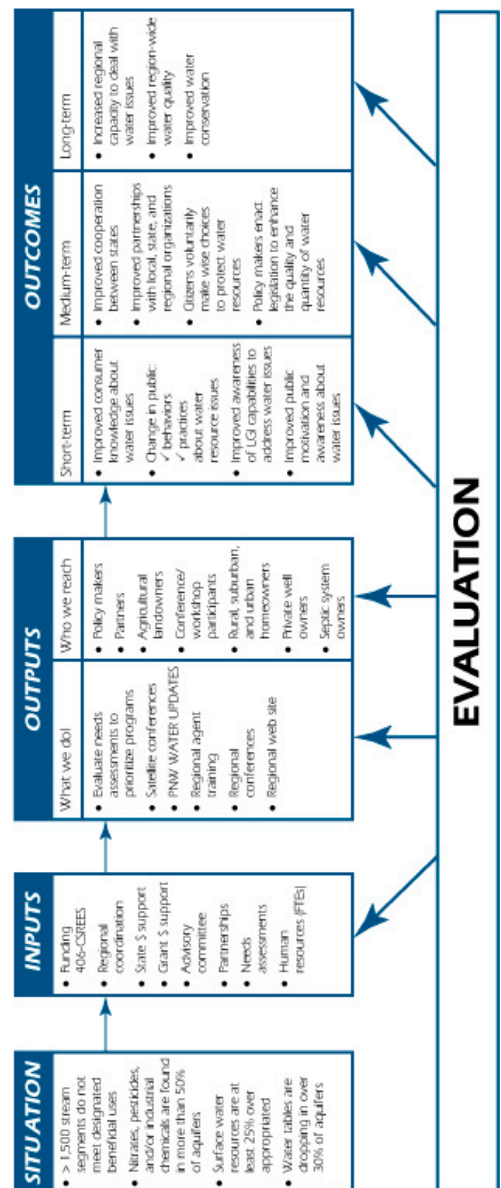 SITUATION
• > 1,500 stream
segments do not
meet designated
beneficial uses
• Nitrates, pesticides,
and/or industrial
chemicals are found
in more than 50%
of aquifers
• Surface water
resources are at
least 25% over
appropriated
• Water tables are
dropping in over
30% of aquifers
INPUTS
• Funding
406-CSREES
• Regional
coordination
• State $ support
• Grant $ support
• Advisory
committee
• Partnerships
• Needs
assessments
• Human
resources (FTEs)
OUTPUTS
What we do!
• Evaluate needs
assessments to
prioritize programs
• Satellite conferences
• PNW WATER UPDATES
• Regional agent
training
• Regional
conferences
• Regional web site
Who we reach
• Policy makers
• Partners
• Agricultural
landowners
• Conference/
workshop
participants
• Rural, suburban,
and urban
homeowners
• Private well
owners
• Septic system
owners
OUTCOMES
Short-term
• Improved consumer
knowledge about
water issues
• Change in public:
✓ behaviors
✓ practices
about water
resource issues
• Improved awareness
of LGI capabilities to
address water issues
• Improved public
motivation and
awareness about
water issues
Medium-term
• Improved cooperation
between states
• Improved partnerships
with local, state, and
regional organizations
• Citizens voluntarily
make wise choices
to protect water
resources
• Policy makers enact
legislation to enhance
the quality and
quantity of water
resources
Long-term
• Increased regional
capacity to deal with
water issues
• Improved region-wide
water quality
• Improved water
conservation
EVALUATION